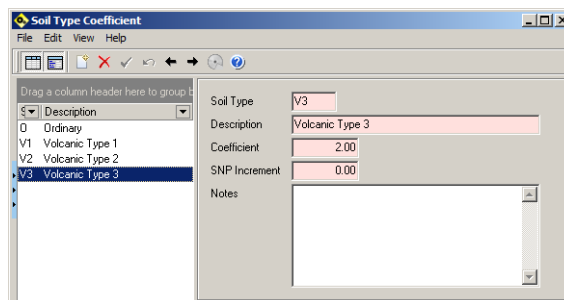 Soil Type Coefficient
File Edit View Help
Drag a column header here to group b
S Description
O Ordinary
V1 Volcanic Type 1
V2 Volcanic Type 2
V3 Volcanic Type 3
Soil Type V3
Description Volcanic Type 3
Coefficient 2.00
SNP Increment 0.00
Notes